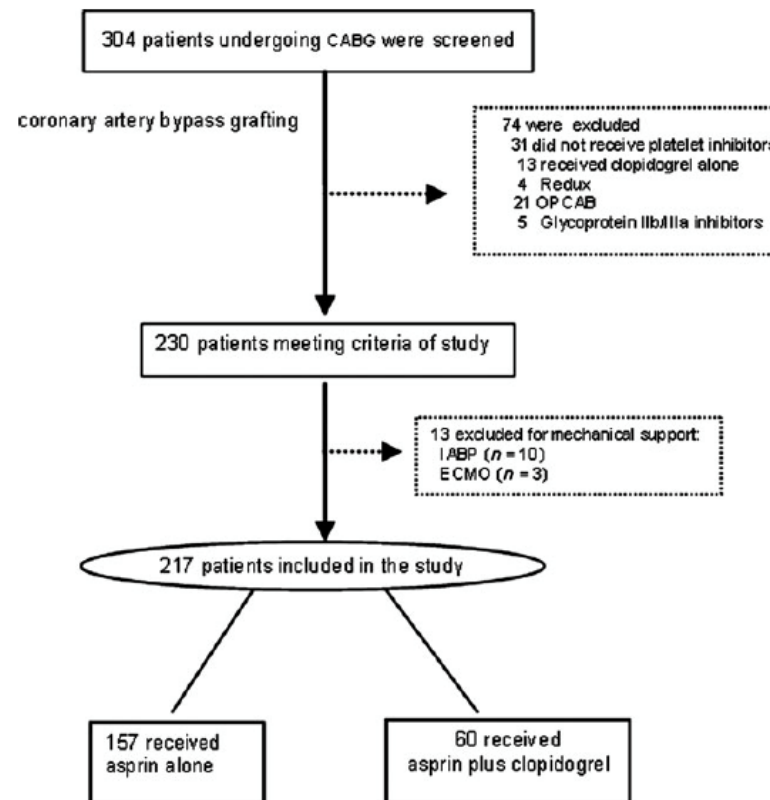 304 patients undergoing CABG were screened
coronary artery bypass grafting
74 were excluded
31 did not receive platelet inhibitors
13 received clopidogrel alone
4 Redux
21 OPCAB
5 Glycoprotein IIb/IIIa inhibitors
230 patients meeting criteria of study
13 excluded for mechanical support:
IABP (n = 10)
ECMO (n = 3)
217 patients included in the study
157 received
asprin alone
60 received
asprin plus clopidogrel